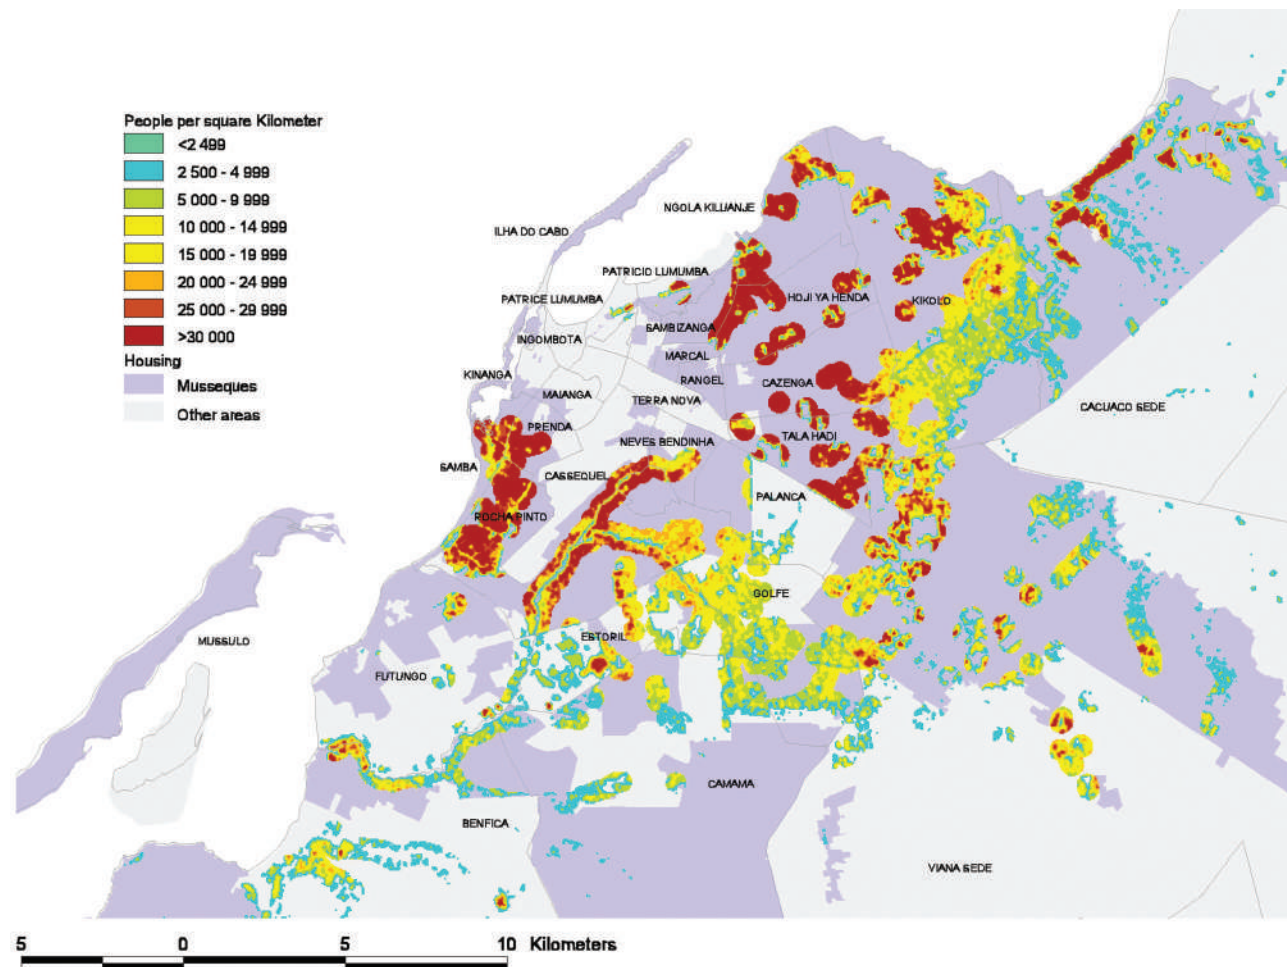 People per square Kilometer
<2 499
2 500 - 4 999
5 000 - 9 999
10 000 - 14 999
15 000 - 19 999
20 000 - 24 999
25 000 - 29 999
>30 000
Housing
Musseques
Other areas
NGOLA KILUANJE
ILHA DO CABO
PATRICIO LUMUMBA
PATRICE LUMUMBA
HOJI YA HENDA
KIKOLO
SAMBIZANGA
INGOMBOTA
MARCAL
KINANGA
RANGEL
CAZENGA
MAIANGA
TERRA NOVA
CACUACO SEDE
PRENDA
TALA HADI
NEVES BENDINHA
SAMBA
CASSEQUEL
PALANCA
ROCHA PINTO
GOLFE
ESTORIL
MUSSULO
FUTUNGO
CAMAMA
BENFICA
VIANA SEDE
5 0 5 10 Kilometers